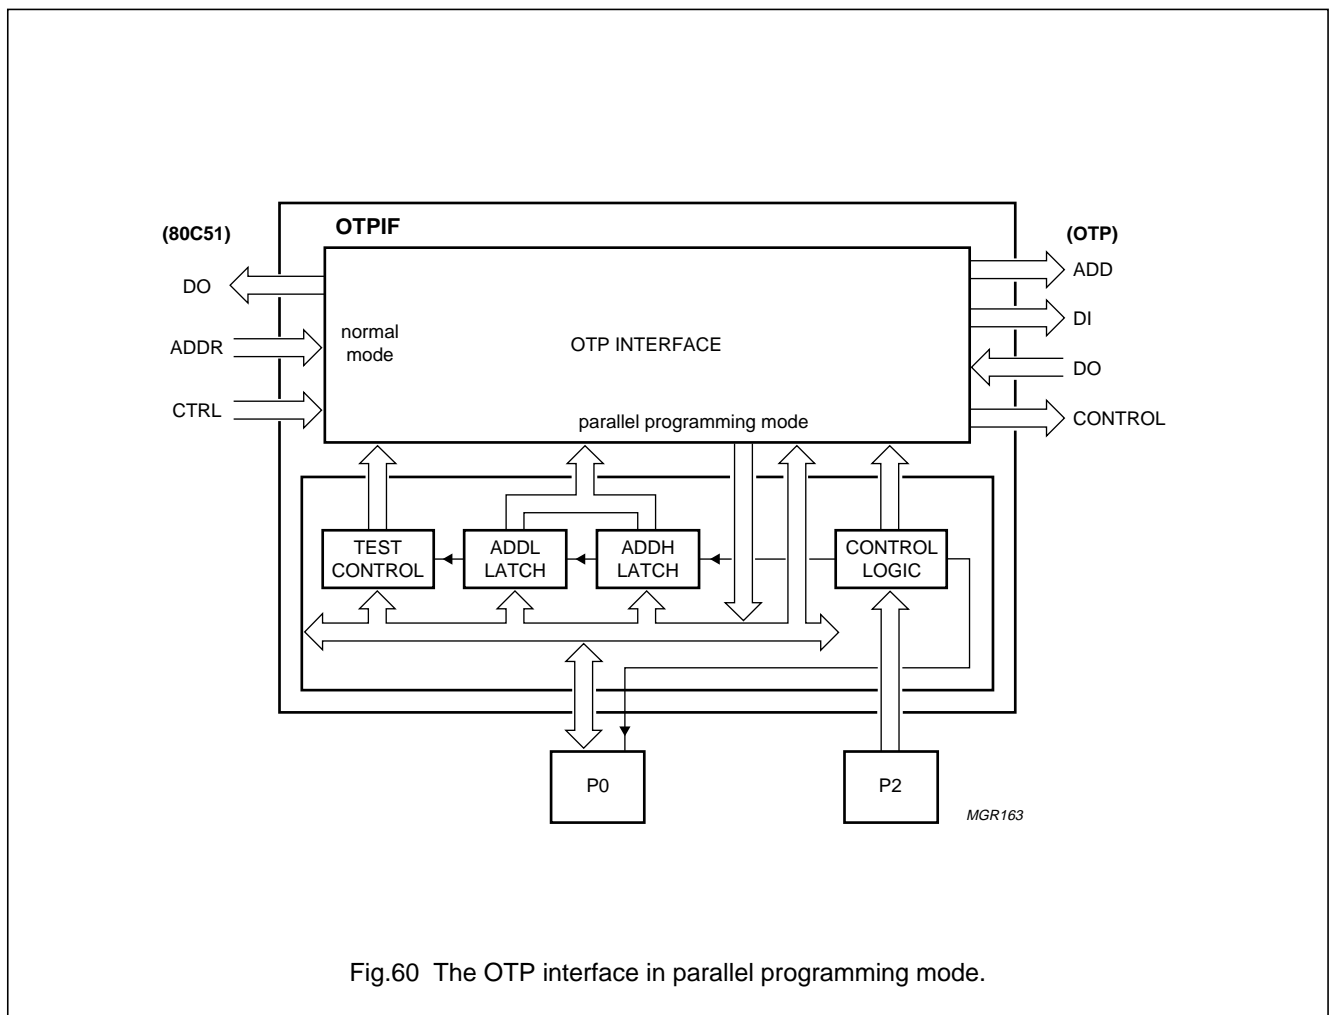 OTPIF
(80C51)
(OTP)
DO
ADDR
CTRL
normal
mode
OTP INTERFACE
parallel programming mode
ADD
DI
DO
CONTROL
TEST
CONTROL
ADDL
LATCH
ADDH
LATCH
CONTROL
LOGIC
P0
P2
MGR163
Fig.60 The OTP interface in parallel programming mode.